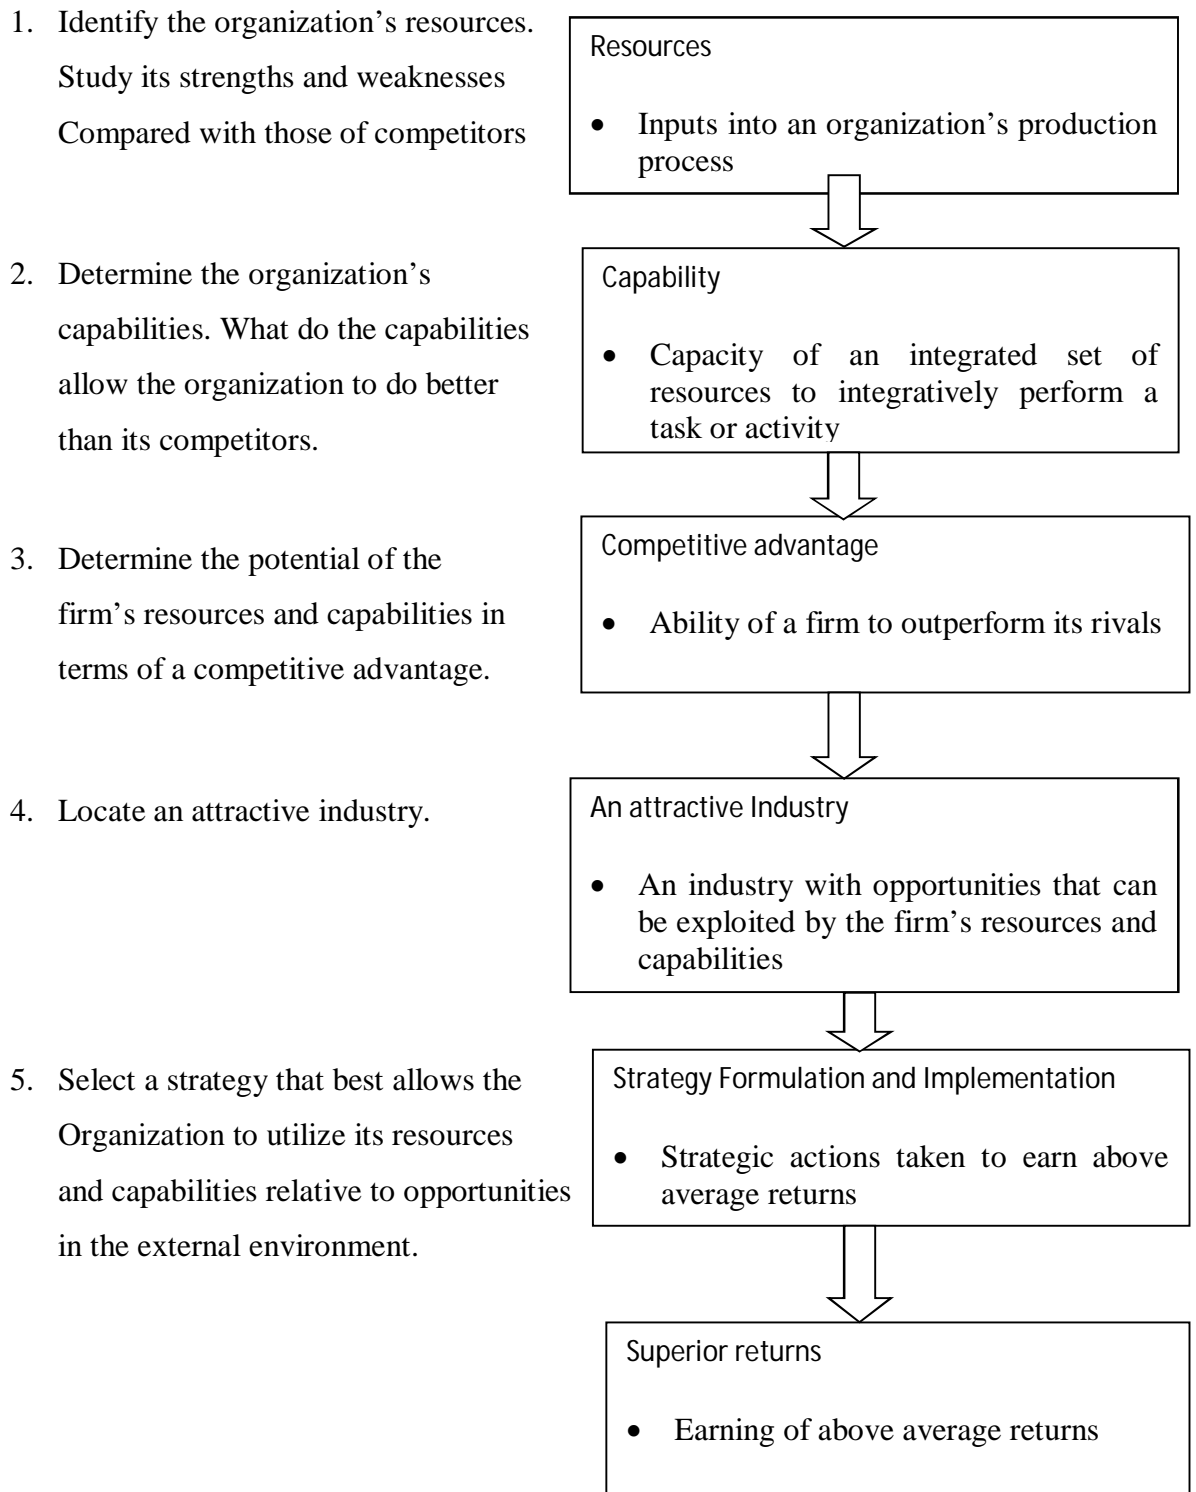 1. Identify the organization’s resources.
Study its strengths and weaknesses
Compared with those of competitors
Resources
• Inputs into an organization’s production
process
2. Determine the organization’s
capabilities. What do the capabilities
allow the organization to do better
than its competitors.
Capability
• Capacity of an integrated set of
resources to integratively perform a
task or activity
3. Determine the potential of the
firm’s resources and capabilities in
terms of a competitive advantage.
Competitive advantage
• Ability of a firm to outperform its rivals
4. Locate an attractive industry.
An attractive Industry
• An industry with opportunities that can
be exploited by the firm’s resources and
capabilities
5. Select a strategy that best allows the
Organization to utilize its resources
and capabilities relative to opportunities
in the external environment.
Strategy Formulation and Implementation
• Strategic actions taken to earn above
average returns
Superior returns
• Earning of above average returns